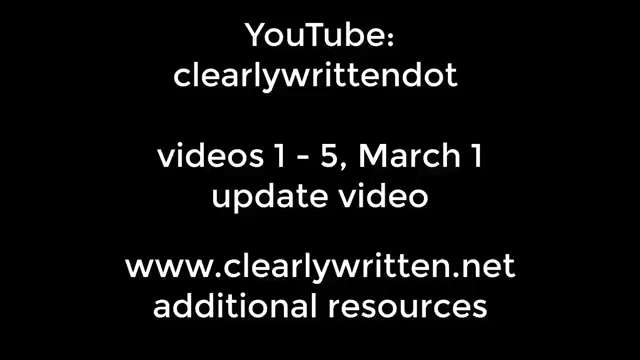 YouTube:
clearlywrittendot
videos 1 - 5, March 1
update video
www.clearlywritten.net
additional resources